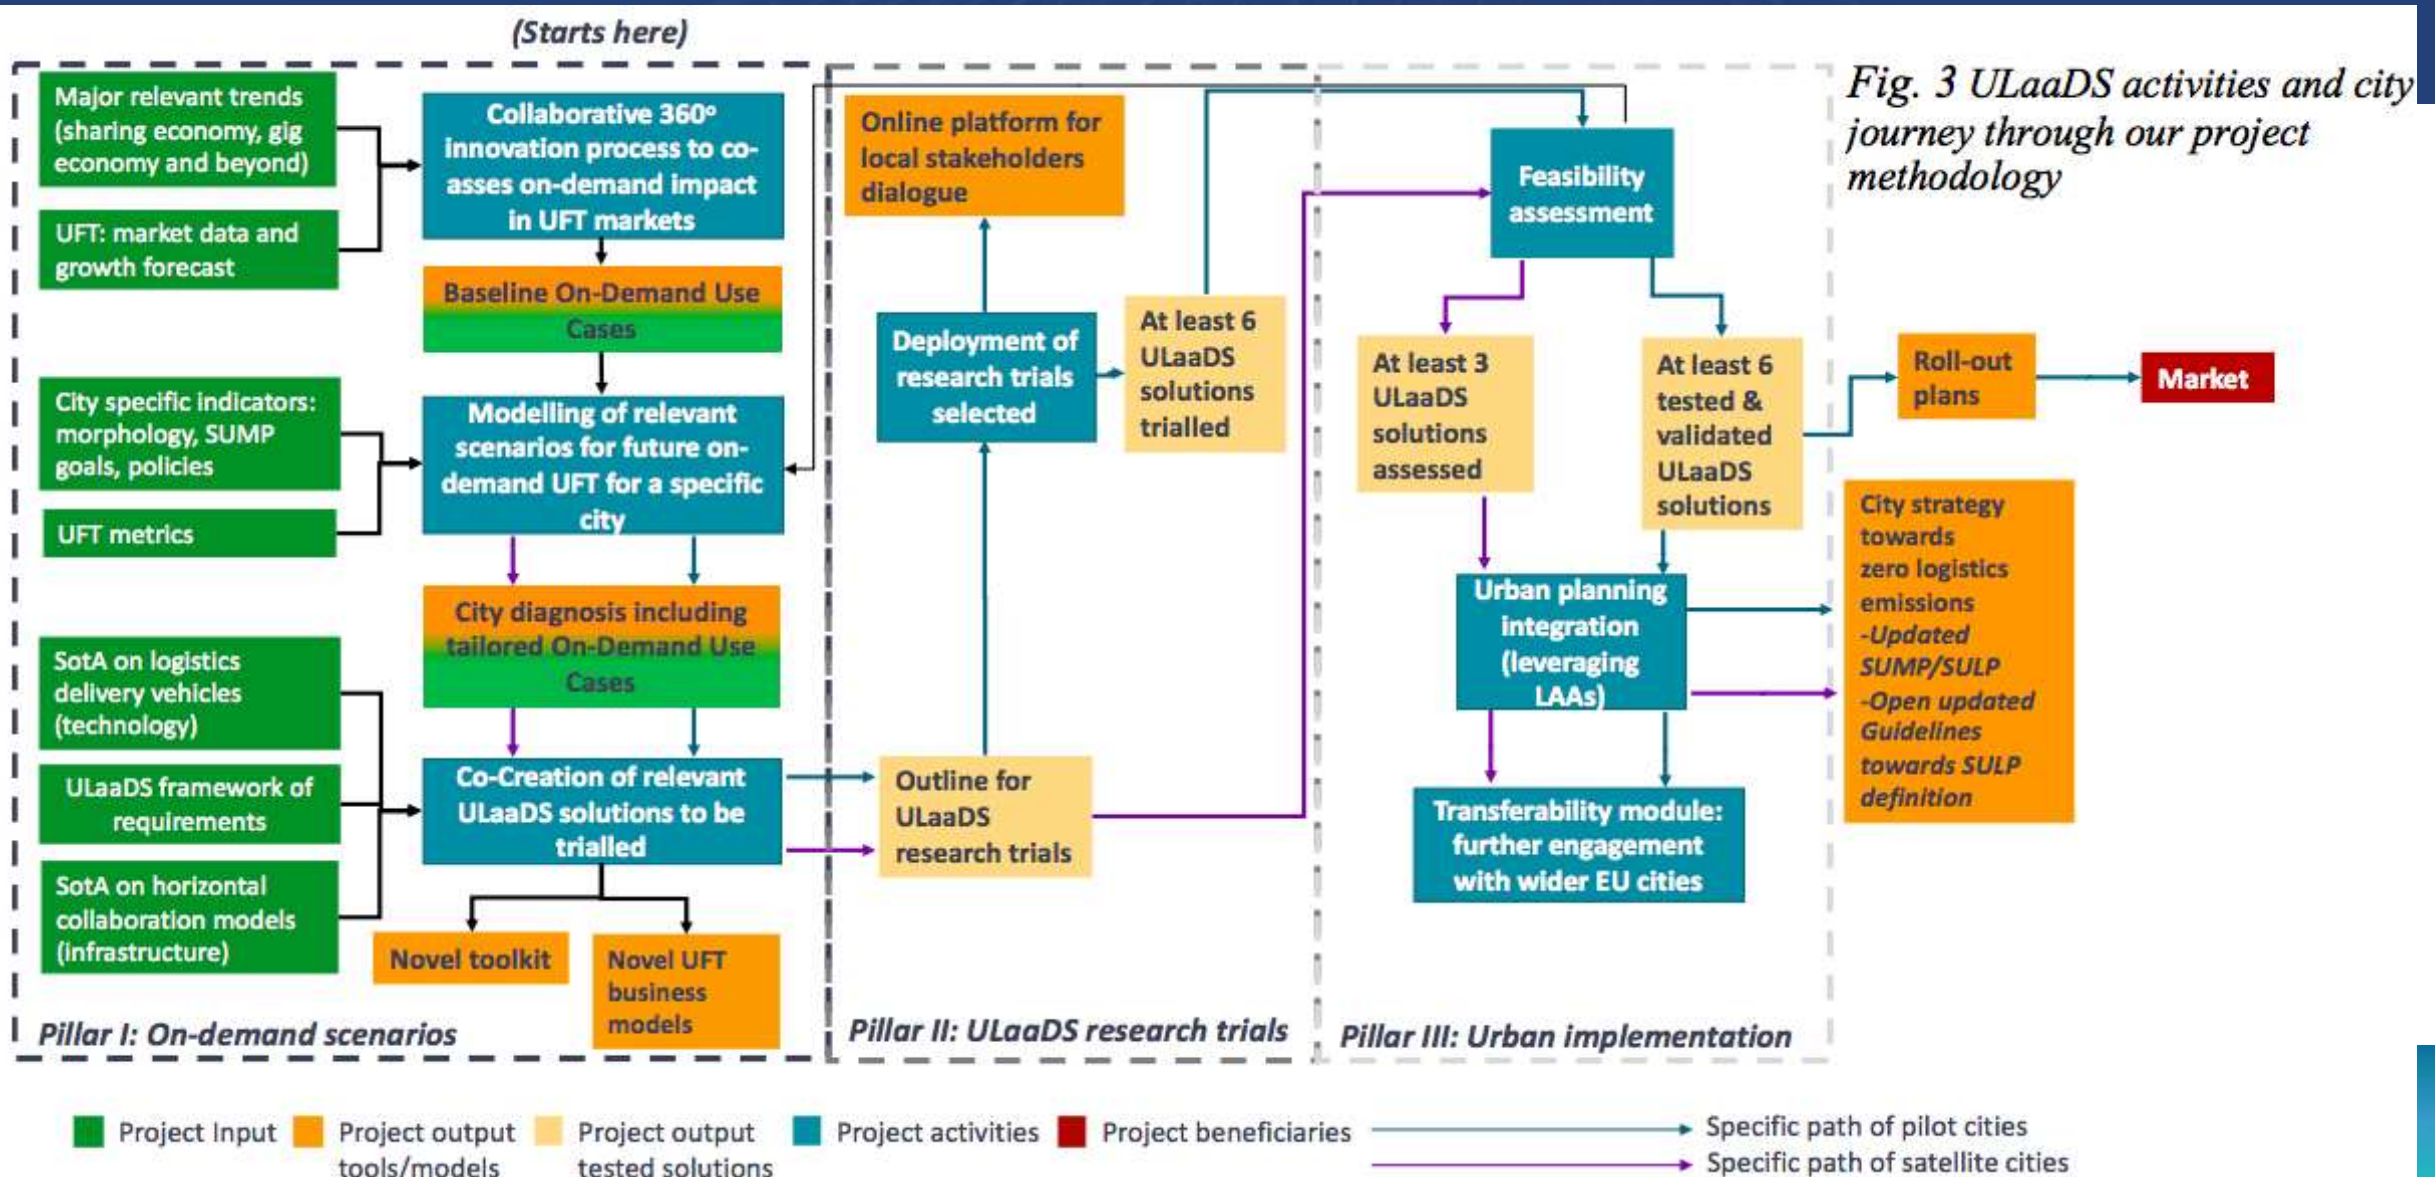 (Starts here)
Major relevant trends
(sharing economy, gig
economy and beyond)
UFT: market data and
growth forecast
City specific indicators:
morphology, SUMP
goals, policies
UFT metrics
SotA on logistics
delivery vehicles
(technology)
ULaaDS framework of
requirements
SotA on horizontal
collaboration models
(infrastructure)
Collaborative 360º
innovation process to co-
asses on-demand impact
in UFT markets
Baseline On-Demand Use
Cases
Modelling of relevant
scenarios for future on-
demand UFT for a specific
city
City diagnosis including
tailored On-Demand Use
Cases
Co-Creation of relevant
ULaaDS solutions to be
trialled
Novel toolkit
Novel UFT
business
models
Pillar I: On-demand scenarios
Online platform for
local stakeholders
dialogue
Deployment of
research trials
selected
At least 6
ULaaDS
solutions
trialled
Outline for
ULaaDS
research trials
Pillar II: ULaaDS research trials
Feasibility
assessment
At least 3
ULaaDS
solutions
assessed
At least 6
tested &
validated
ULaaDS
solutions
Urban planning
integration
(leveraging
LAAs)
Transferability module:
further engagement
with wider EU cities
Pillar III: Urban implementation
Fig. 3 ULaaDS activities and city
journey through our project
methodology
Roll-out
plans
Market
City strategy
towards
zero logistics
emissions
-Updated
SUMP/SULP
-Open updated
Guidelines
towards SULP
definition
Project Input
Project output
tools/models
Project output
tested solutions
Project activities
Project beneficiaries
Specific path of pilot cities
Specific path of satellite cities